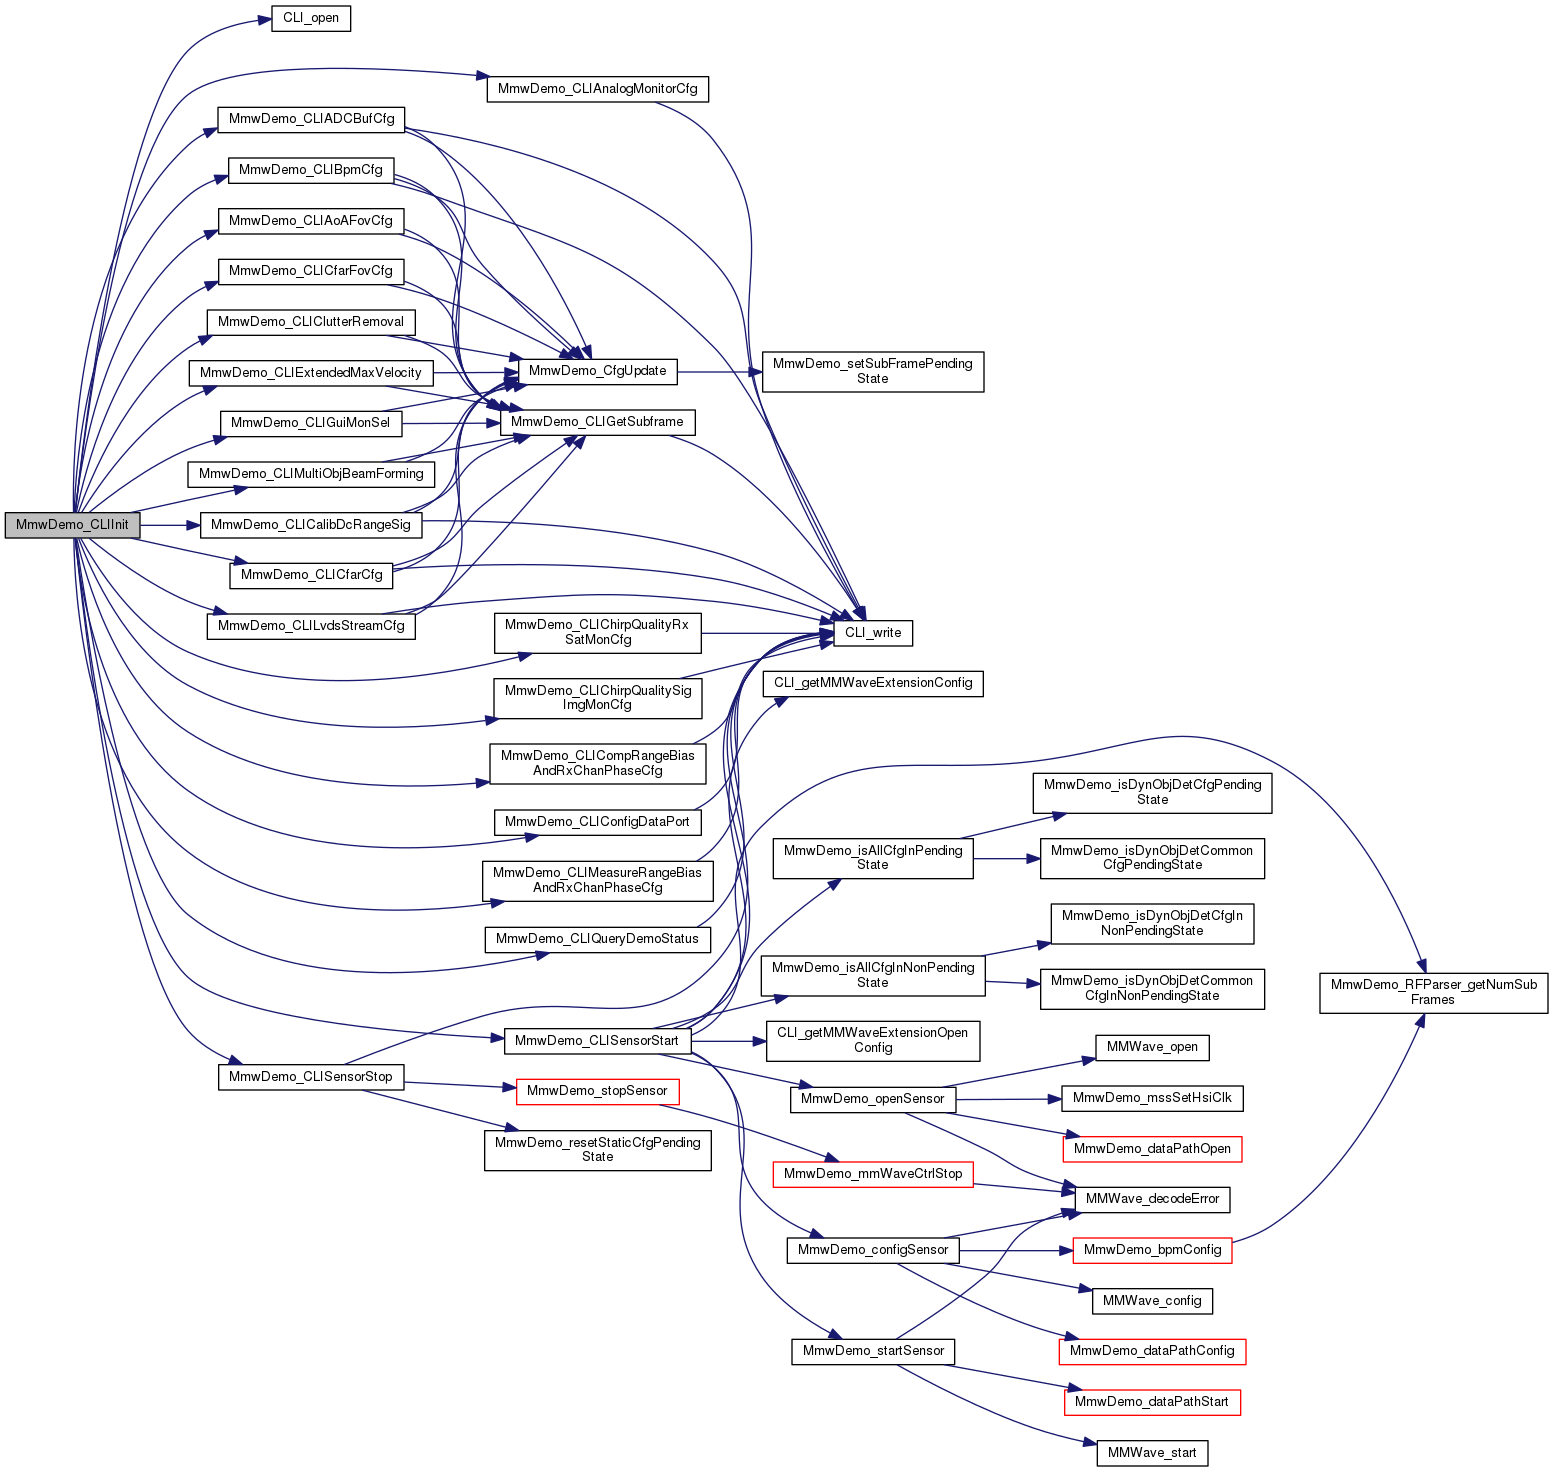 CLI_open
MmwDemo_CLIAnalogMonitorCfg
MmwDemo_CLIADCBufCfg
MmwDemo_CLIBpmCfg
MmwDemo_CLIAoAFovCfg
MmwDemo_CLICfarFovCfg
MmwDemo_CLIClutterRemoval
MmwDemo_CLIExtendedMaxVelocity
MmwDemo_CfgUpdate
MmwDemo_setSubFramePending
State
MmwDemo_CLIGuiMonSel
MmwDemo_CLIGetSubframe
MmwDemo_CLIMultiObjBeamForming
MmwDemo_CLIInit
MmwDemo_CLICalibDcRangeSig
MmwDemo_CLICfarCfg
MmwDemo_CLILvdsStreamCfg
MmwDemo_CLIChirpQualityRx
SatMonCfg
CLI_write
MmwDemo_CLIChirpQualitySig
ImgMonCfg
CLI_getMMWaveExtensionConfig
MmwDemo_CLICompRangeBias
AndRxChanPhaseCfg
MmwDemo_isDynObjDetCfgPending
State
MmwDemo_CLIConfigDataPort
MmwDemo_isAllCfgInPending
State
MmwDemo_isDynObjDetCommon
CfgPendingState
MmwDemo_CLIMeasureRangeBias
AndRxChanPhaseCfg
MmwDemo_isDynObjDetCfgIn
NonPendingState
MmwDemo_CLIQueryDemoStatus
MmwDemo_isAllCfgInNonPending
State
MmwDemo_isDynObjDetCommon
CfgInNonPendingState
MmwDemo_RFParser_getNumSub
Frames
MmwDemo_CLISensorStart
CLI_getMMWaveExtensionOpen
Config
MMWave_open
MmwDemo_CLISensorStop
MmwDemo_stopSensor
MmwDemo_openSensor
MmwDemo_mssSetHsiClk
MmwDemo_resetStaticCfgPending
State
MmwDemo_dataPathOpen
MmwDemo_mmWaveCtrlStop
MMWave_decodeError
MmwDemo_configSensor
MmwDemo_bpmConfig
MMWave_config
MmwDemo_startSensor
MmwDemo_dataPathConfig
MmwDemo_dataPathStart
MMWave_start